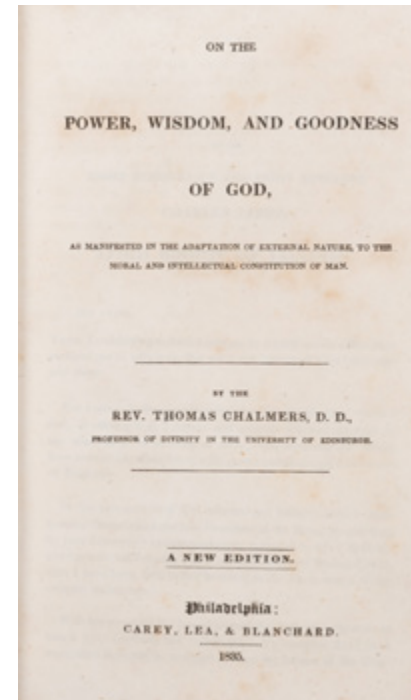 ON THE
POWER, WISDOM, AND GOODNESS
OF GOD,
AS MANIFESTED IN THE ADAPTATION OF EXTERNAL NATURE, TO THE
MORAL AND INTELLECTUAL CONSTITUTION OF MAN.
BY THE
REV. THOMAS CHALMERS, D. D.,
PROFESSOR OF DIVINITY IN THE UNIVERSITY OF EDINBURGH.
A NEW EDITION.
Philadelphia:
CAREY, LEA, & BLANCHARD.
1835.